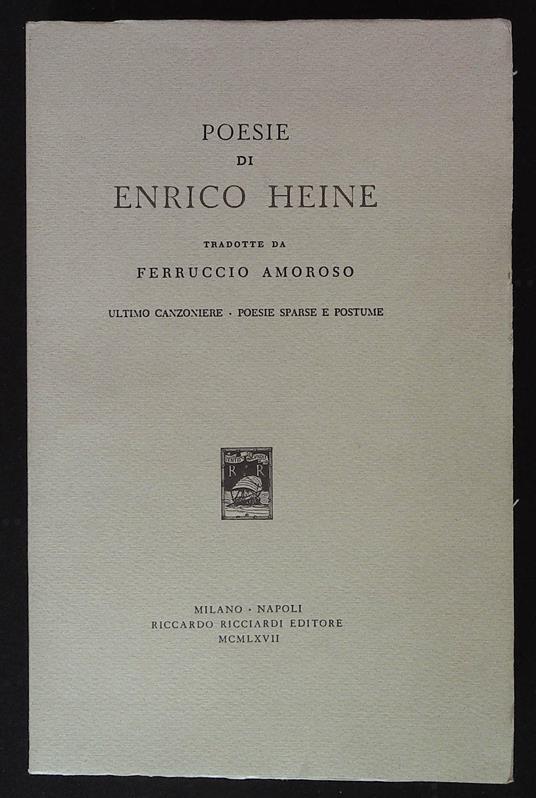 POESIE
DI
ENRICO HEINE
TRADOTTE DA
FERRUCCIO AMOROSO
ULTIMO CANZONIERE · POESIE SPARSE E POSTUME
R R
MILANO · NAPOLI
RICCARDO RICCIARDI EDITORE
MCMLXVII